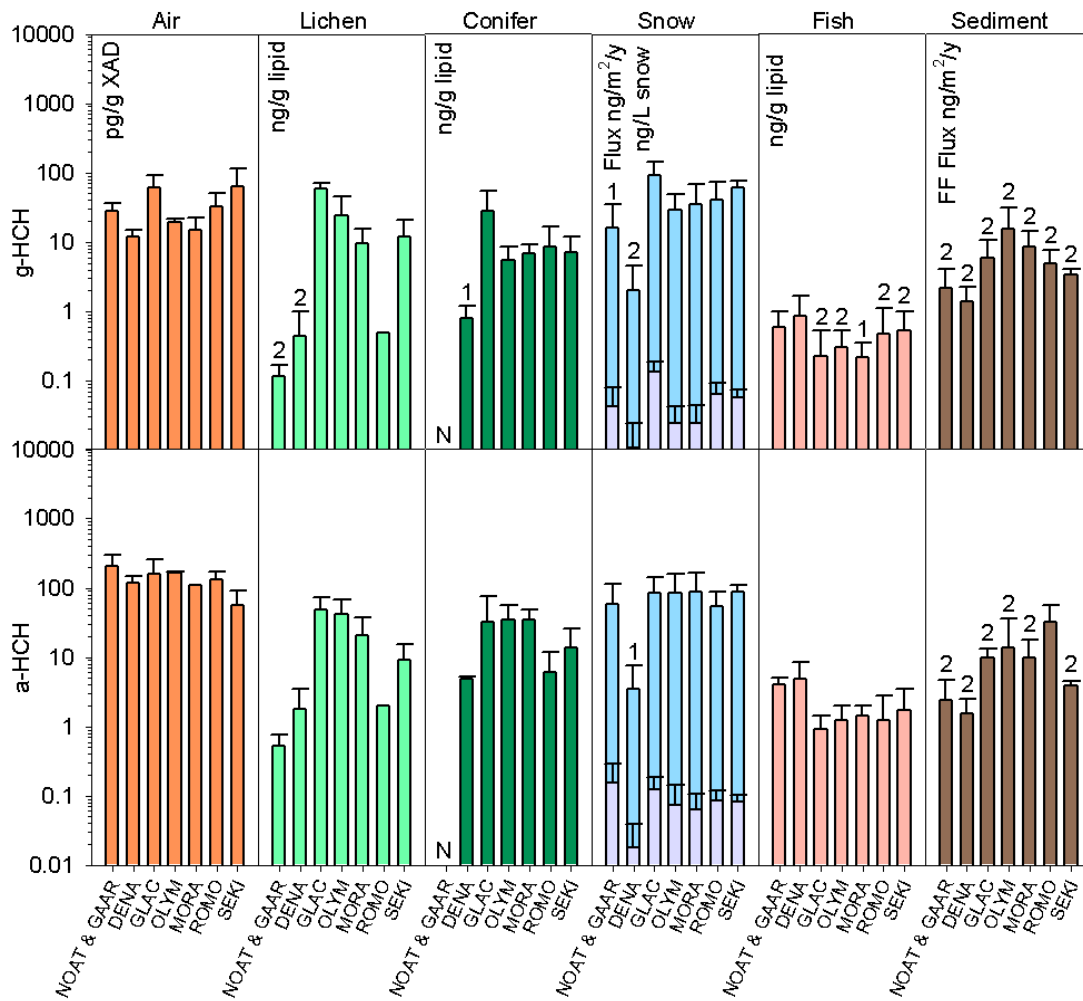 Air Lichen Conifer Snow Fish Sediment
10000
1000
100
10
1
0.1
g-HCH
pg/g XAD
ng/g lipid
ng/g lipid
Flux ng/m²/y
ng/L snow
ng/g lipid
FF Flux ng/m²/y
2 2
N 1
1 2
2 2 1 2 2
2 2 2 2 2 2 2
10000
1000
100
10
1
0.1
0.01
a-HCH
N
1
2 2 2 2 2 2
NOAT & GAAR
DENA
GLAC
OLYM
MORA
ROMO
SEKI
NOAT & GAAR
DENA
GLAC
OLYM
MORA
ROMO
SEKI
NOAT & GAAR
DENA
GLAC
OLYM
MORA
ROMO
SEKI
NOAT & GAAR
DENA
GLAC
OLYM
MORA
ROMO
SEKI
NOAT & GAAR
DENA
GLAC
OLYM
MORA
ROMO
SEKI
NOAT & GAAR
DENA
GLAC
OLYM
MORA
ROMO
SEKI